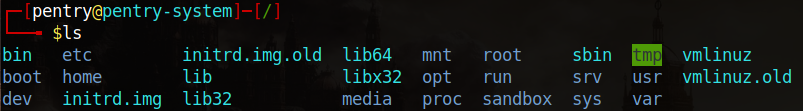 ┌─[pentry@pentry-system]─[/]
└──╼ $ls
bin etc initrd.img.old lib64 mnt root sbin tmp vmlinuz
boot home lib libx32 opt run srv usr vmlinuz.old
dev initrd.img lib32 media proc sandbox sys var